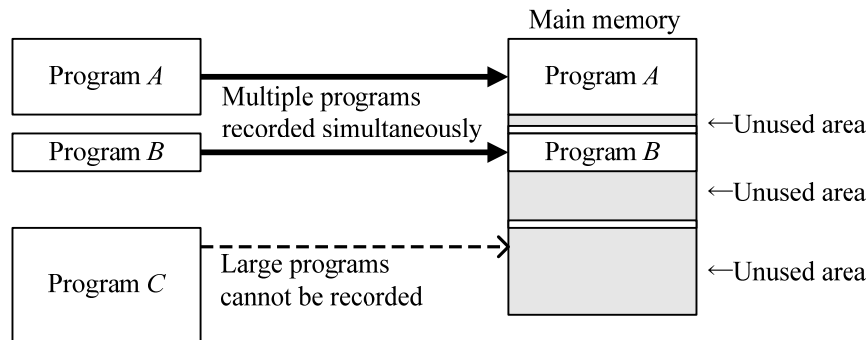 Main memory
Program A
Program A
Multiple programs
recorded simultaneously
←Unused area
Program B
Program B
←Unused area
Program C
Large programs
cannot be recorded
←Unused area